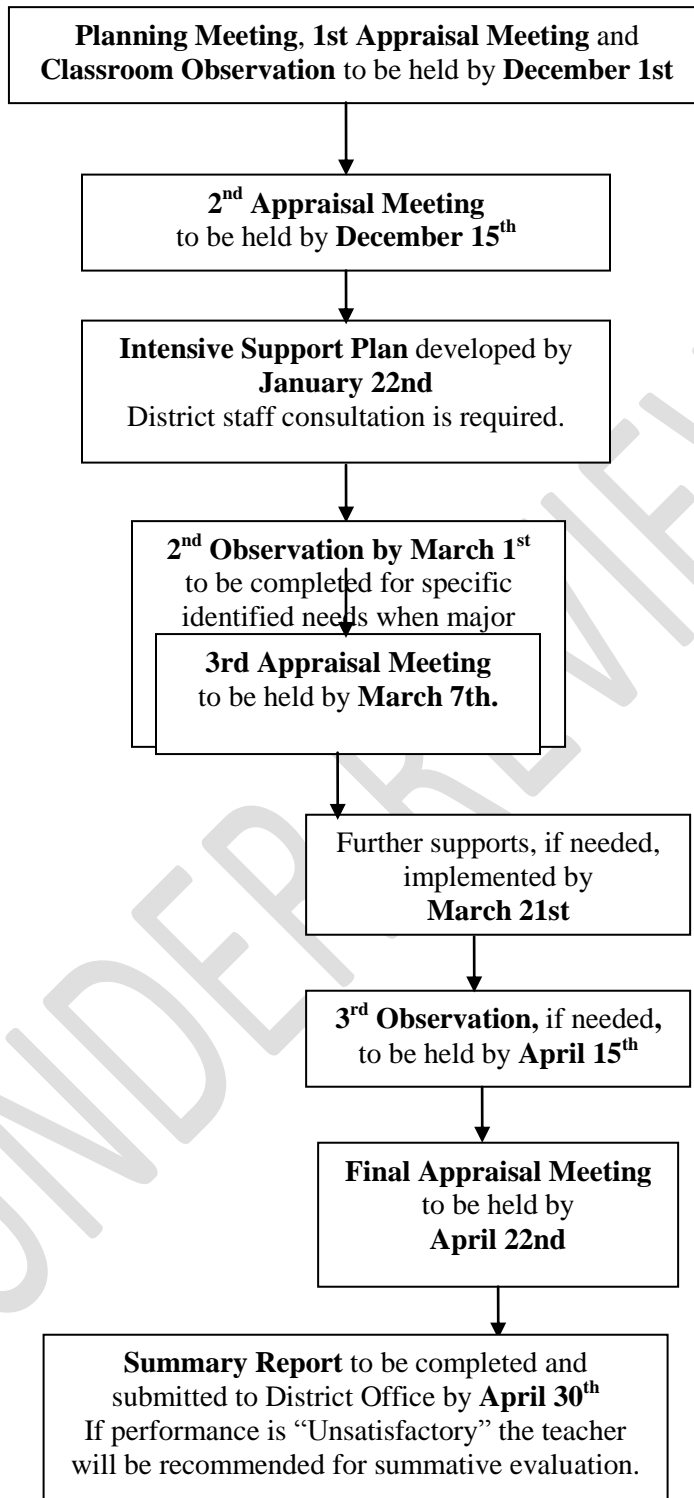 Planning Meeting, 1st Appraisal Meeting and
Classroom Observation to be held by December 1st
2nd Appraisal Meeting
to be held by December 15th
Intensive Support Plan developed by
January 22nd
District staff consultation is required.
2nd Observation by March 1st
to be completed for specific
identified needs when major
3rd Appraisal Meeting
to be held by March 7th.
Further supports, if needed,
implemented by
March 21st
3rd Observation, if needed,
to be held by April 15th
Final Appraisal Meeting
to be held by
April 22nd
Summary Report to be completed and
submitted to District Office by April 30th
If performance is “Unsatisfactory” the teacher
will be recommended for summative evaluation.
UNDER REVIEW